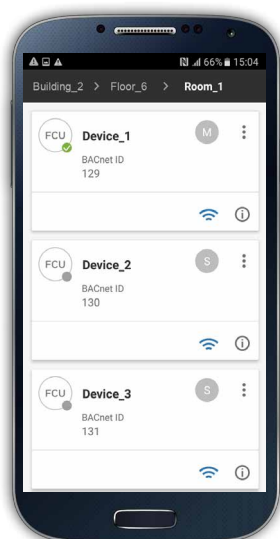 66% 15:04
Building_2 > Floor_6 > Room_1
FCU Device_1 M
BACnet ID
129
FCU Device_2 S
BACnet ID
130
FCU Device_3 S
BACnet ID
131